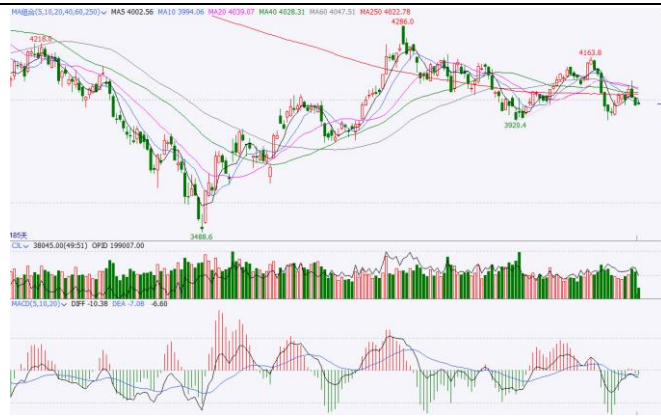 MA组合(5,10,20,40,60,250) MA5 4002.56 MA10 3994.06 MA20 4039.07 MA40 4028.31 MA60 4047.51 MA250 4022.78
4286.0
4218.0
4163.8
3920.4
3488.6
185天
CJL 38045.00(49:51) OPID 199007.00
MACD(5,10,20) DIFF -10.38 DEA -7.08 -6.60